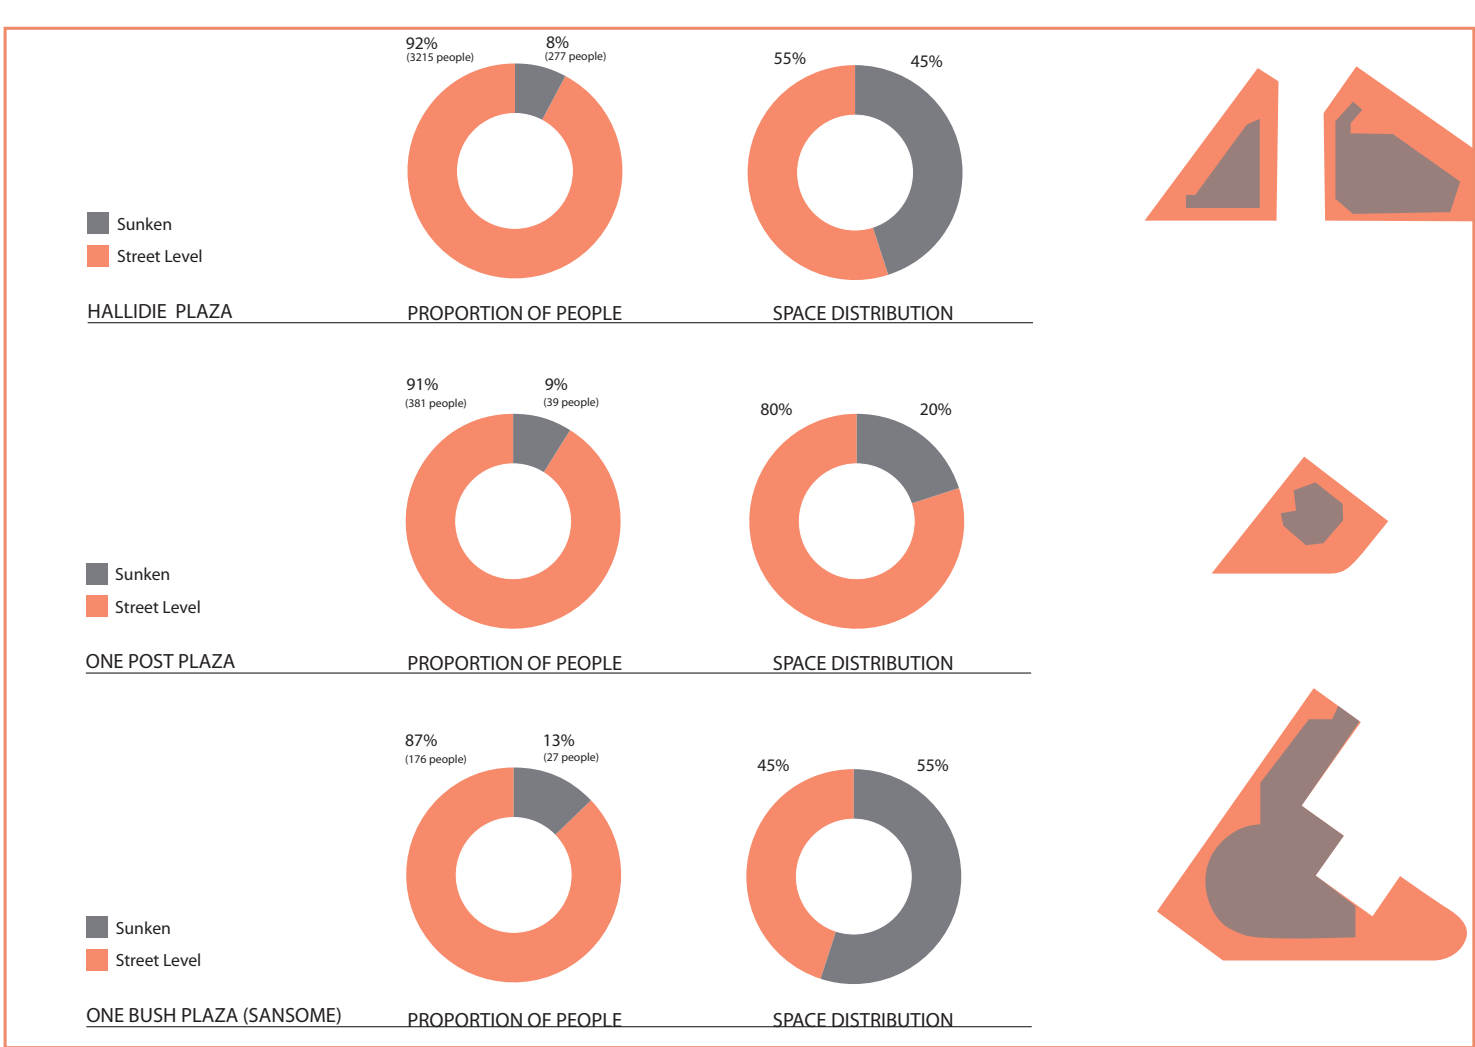 92%
(3215 people)
8%
(277 people)
55%
45%
Sunken
Street Level
HALLIDIE PLAZA
PROPORTION OF PEOPLE
SPACE DISTRIBUTION
91%
(381 people)
9%
(39 people)
80%
20%
Sunken
Street Level
ONE POST PLAZA
PROPORTION OF PEOPLE
SPACE DISTRIBUTION
87%
(176 people)
13%
(27 people)
45%
55%
Sunken
Street Level
ONE BUSH PLAZA (SANSOME)
PROPORTION OF PEOPLE
SPACE DISTRIBUTION